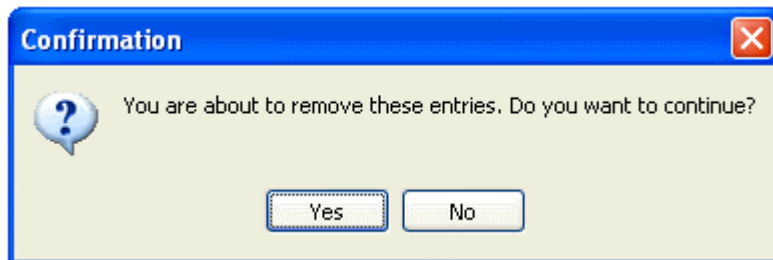 Confirmation
You are about to remove these entries. Do you want to continue?
Yes No